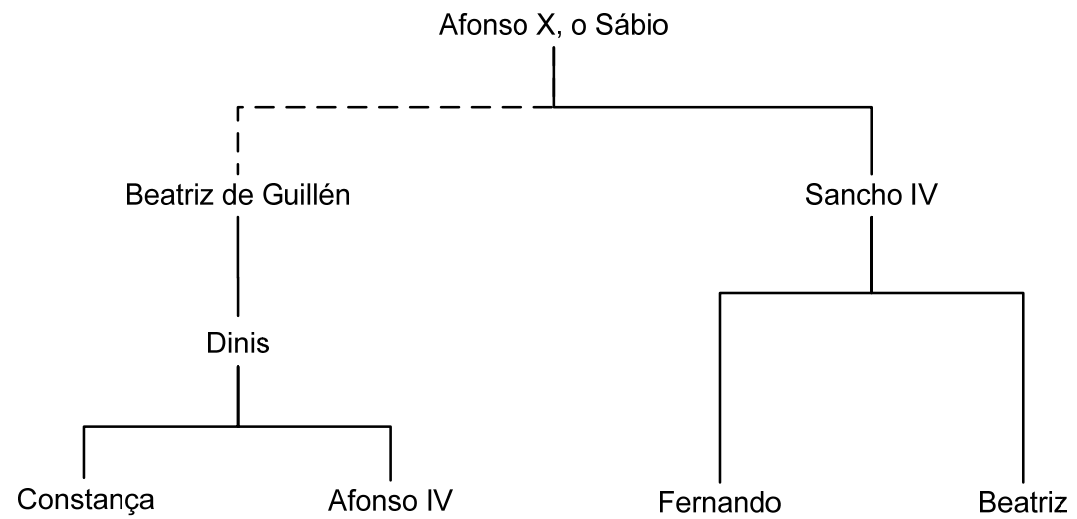 Afonso X, o Sábio
Beatriz de Guillén
Sancho IV
Dinis
Constança
Afonso IV
Fernando
Beatriz